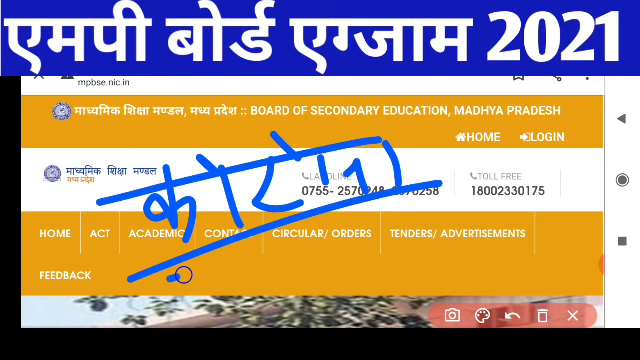 एमपी बोर्ड एग्जाम 2021
mpbse.nic.in
माध्यमिक शिक्षा मण्डल, मध्य प्रदेश :: BOARD OF SECONDARY EDUCATION, MADHYA PRADESH
HOME LOGIN
माध्यमिक शिक्षा मण्डल
मध्य प्रदेश
LANDLINE
0755- 2570248
TOLL FREE
18002330175
HOME ACT ACADEMIC CONTACT CIRCULAR/ ORDERS TENDERS/ ADVERTISEMENTS
FEEDBACK